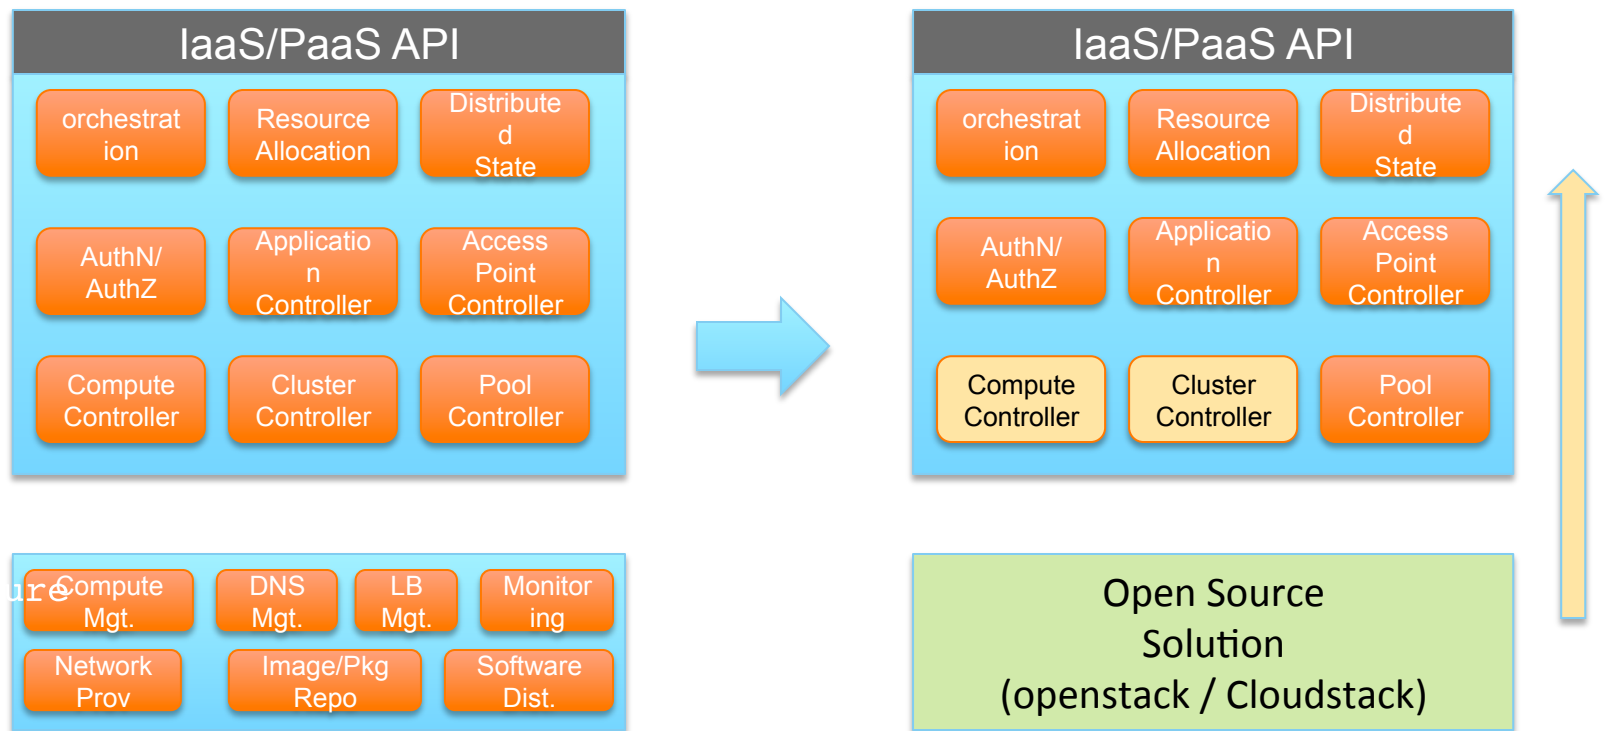 IaaS/PaaS API
orchestrat
ion
Resource
Allocation
Distribute
d
State
AuthN/
AuthZ
Applicatio
n
Controller
Access
Point
Controller
Compute
Controller
Cluster
Controller
Pool
Controller
ure
Compute
Mgt.
DNS
Mgt.
LB
Mgt.
Monitor
ing
Network
Prov
Image/Pkg
Repo
Software
Dist.
IaaS/PaaS API
orchestrat
ion
Resource
Allocation
Distribute
d
State
AuthN/
AuthZ
Applicatio
n
Controller
Access
Point
Controller
Compute
Controller
Cluster
Controller
Pool
Controller
Open Source
Solution
(openstack / Cloudstack)